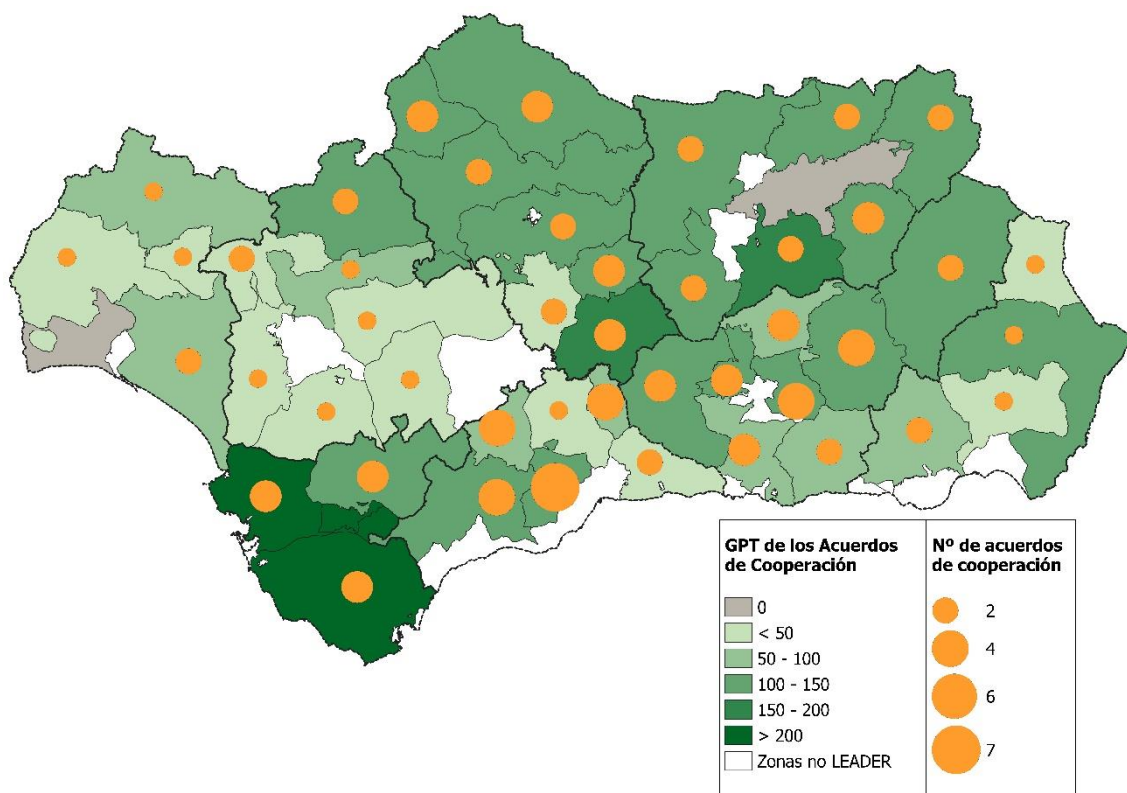 GPT de los Acuerdos
de Cooperación
0
< 50
50 - 100
100 - 150
150 - 200
> 200
Zonas no LEADER
Nº de acuerdos
de cooperación
2
4
6
7